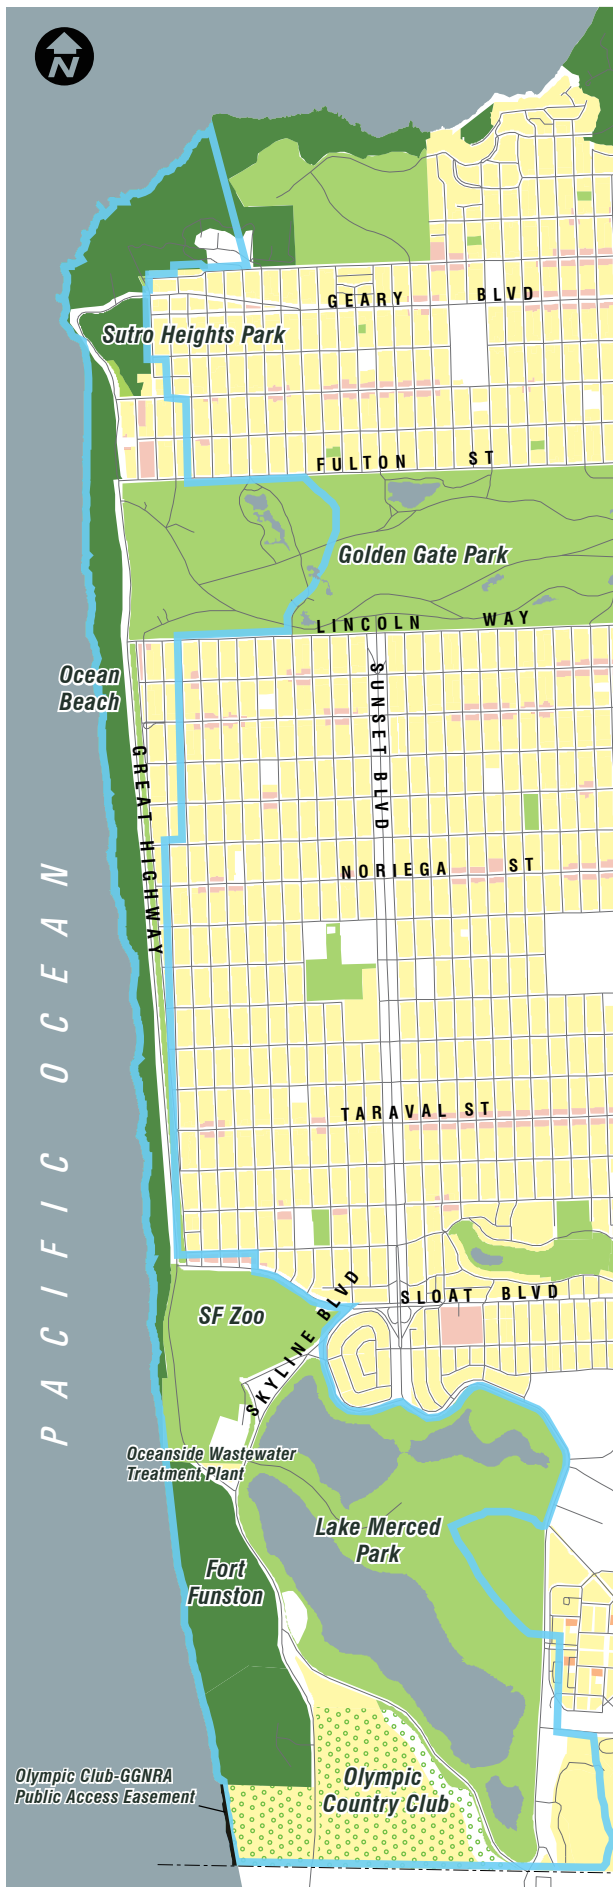 N
GEARY BLVD
Sutro Heights Park
FULTON ST
Golden Gate Park
LINCOLN WAY
Ocean
Beach
SUNSET BLVD
GREAT HIGHWAY
NORIEGA ST
PACIFIC OCEAN
TARAVAL ST
SLOAT BLVD
SF Zoo
SKYLINE BLVD
Oceanside Wastewater
Treatment Plant
Lake Merced
Park
Fort
Funston
Olympic Club-GGNRA
Public Access Easement
Olympic
Country Club